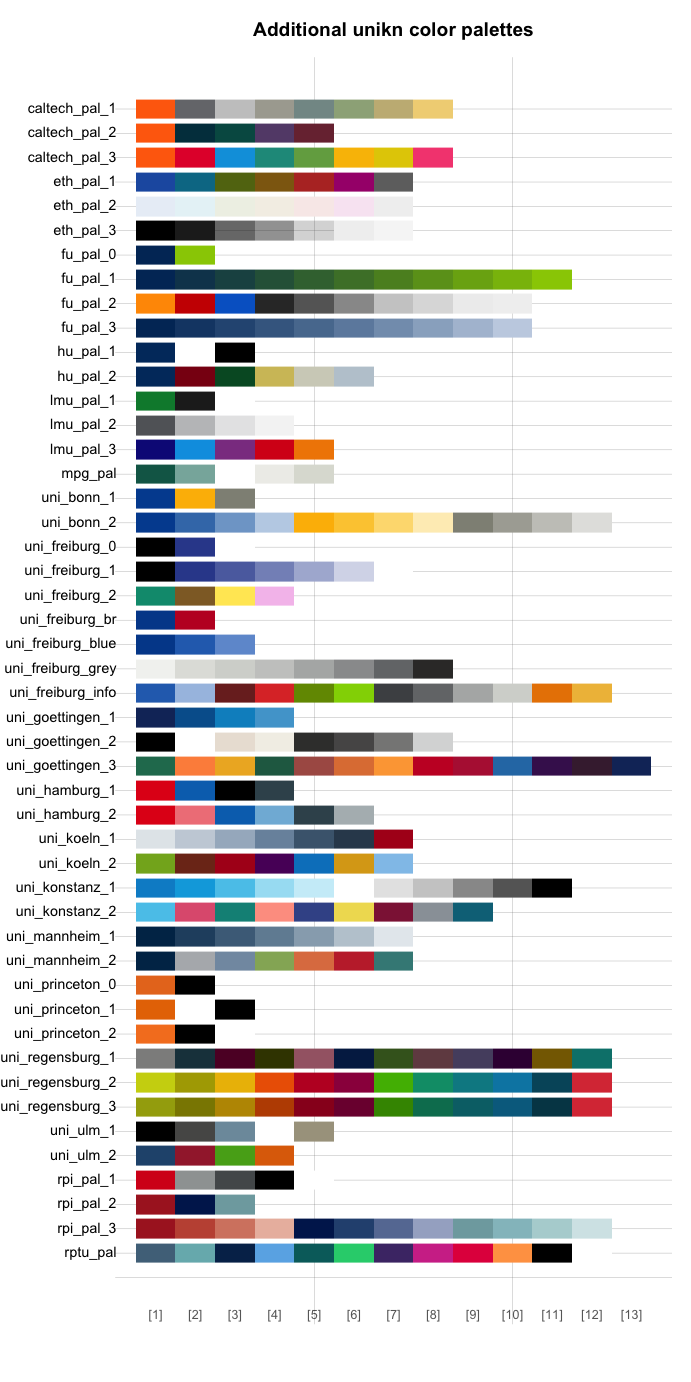 Additional unikn color palettes
caltech_pal_1
caltech_pal_2
caltech_pal_3
eth_pal_1
eth_pal_2
eth_pal_3
fu_pal_0
fu_pal_1
fu_pal_2
fu_pal_3
hu_pal_1
hu_pal_2
lmu_pal_1
lmu_pal_2
lmu_pal_3
mpg_pal
uni_bonn_1
uni_bonn_2
uni_freiburg_0
uni_freiburg_1
uni_freiburg_2
uni_freiburg_br
uni_freiburg_blue
uni_freiburg_grey
uni_freiburg_info
uni_goettingen_1
uni_goettingen_2
uni_goettingen_3
uni_hamburg_1
uni_hamburg_2
uni_koeln_1
uni_koeln_2
uni_konstanz_1
uni_konstanz_2
uni_mannheim_1
uni_mannheim_2
uni_princeton_0
uni_princeton_1
uni_princeton_2
uni_regensburg_1
uni_regensburg_2
uni_regensburg_3
uni_ulm_1
uni_ulm_2
rpi_pal_1
rpi_pal_2
rpi_pal_3
rptu_pal
[1] [2] [3] [4] [5] [6] [7] [8] [9] [10] [11] [12] [13]